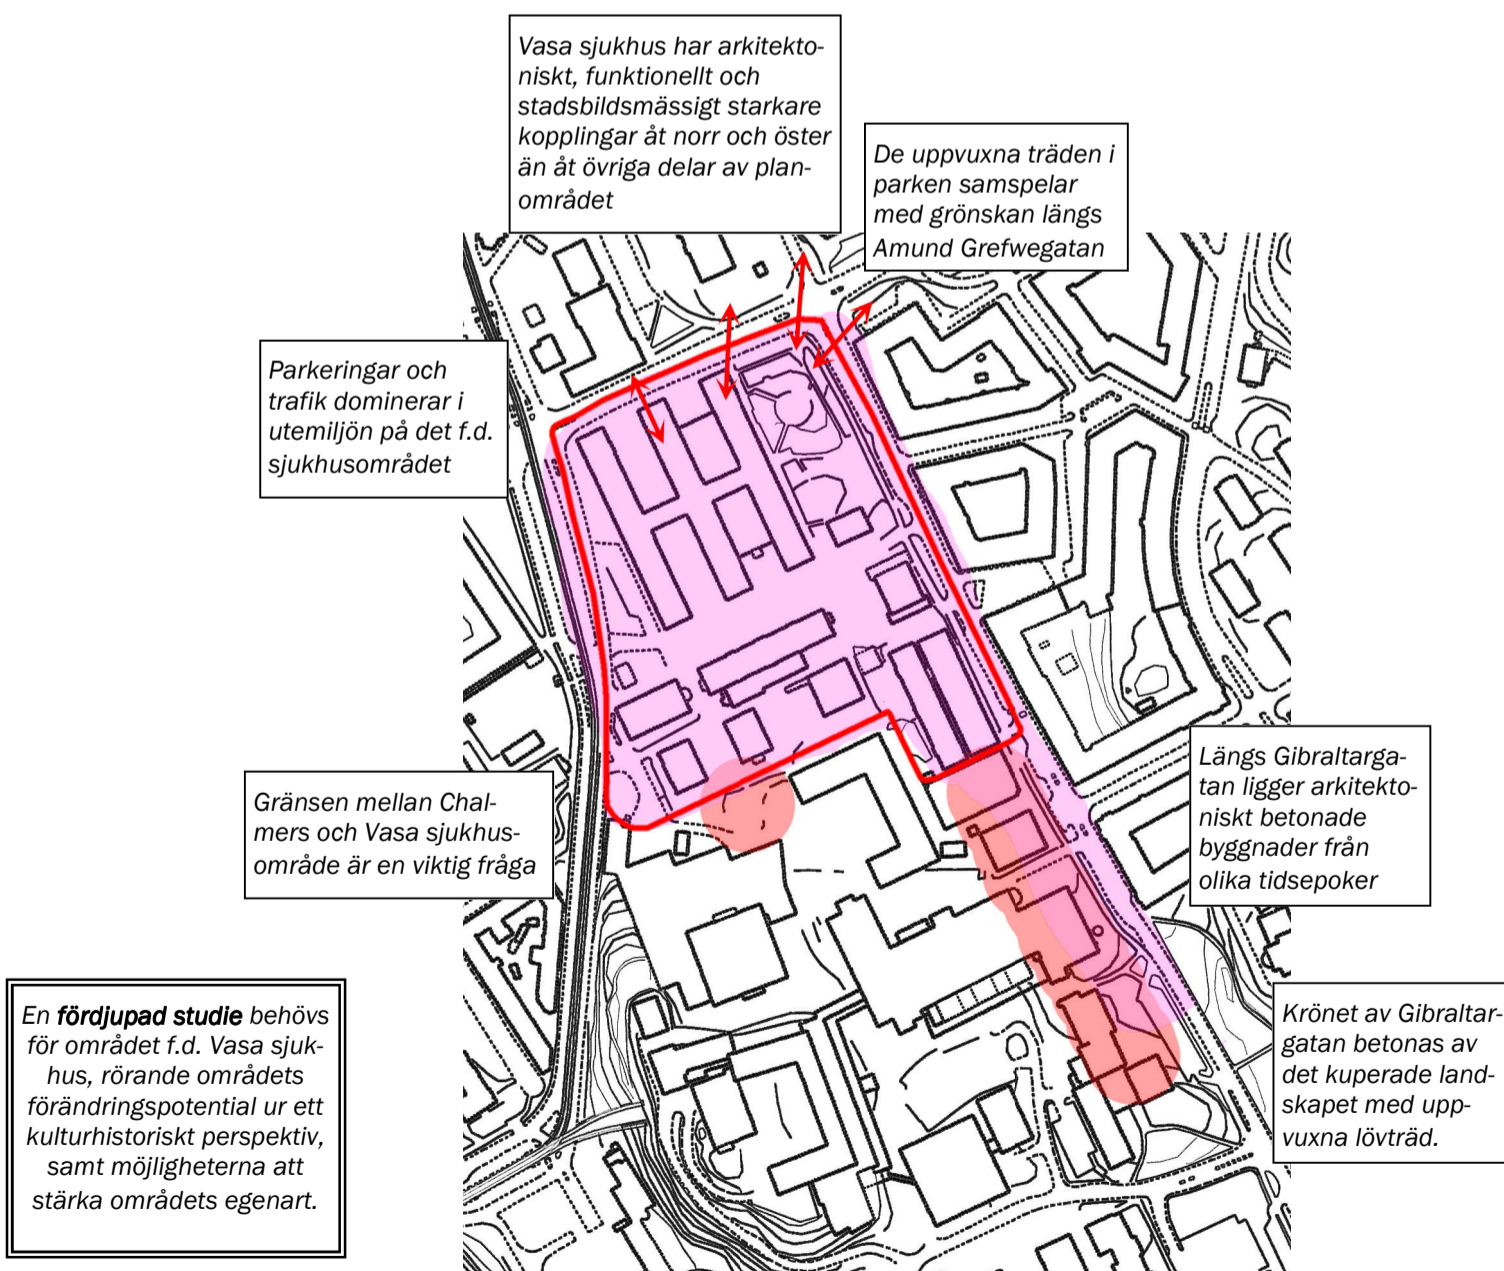 Vasa sjukhus har arkitekto-
niskt, funktionellt och
stadsbildsmässigt starkare
kopplingar åt norr och öster
än åt övriga delar av plan-
området
De uppvuxna träden i
parken samspelar
med grönskan längs
Amund Grefwegatan
Parkeringar och
trafik dominerar i
utemiljön på det f.d.
sjukhusområdet
Gränsen mellan Chal-
mers och Vasa sjukhus-
område är en viktig fråga
Längs Gibraltarga-
tan ligger arkitekto-
niskt betonade
byggnader från
olika tidsepoker
En fördjupad studie behövs
för området f.d. Vasa sjuk-
hus, rörande områdets
förändringspotential ur ett
kulturhistoriskt perspektiv,
samt möjligheterna att
stärka områdets egenart.
Krönet av Gibraltar-
gatan betonas av
det kuperade land-
skapet med upp-
vuxna lövträd.